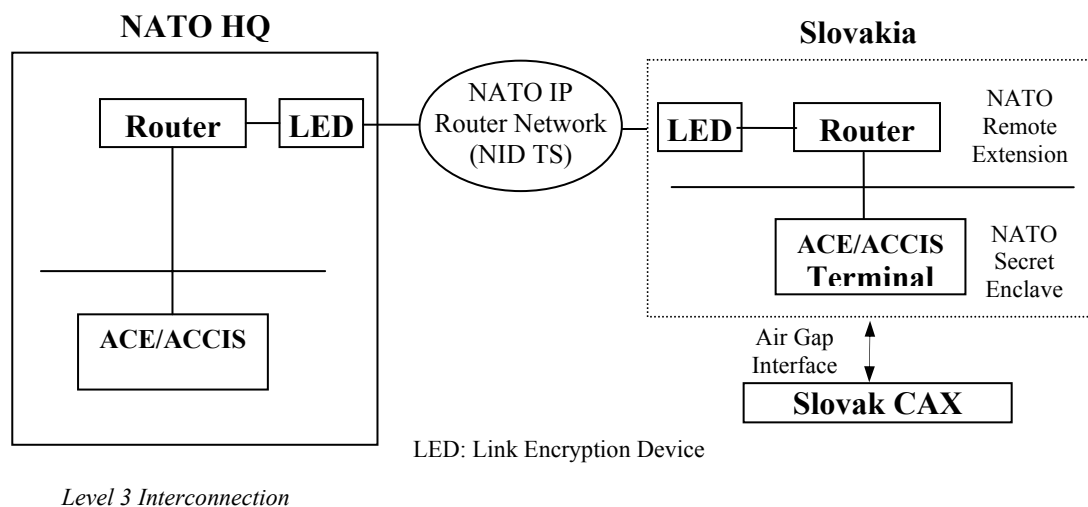 NATO HQ
Router
LED
ACE/ACCIS
NATO IP
Router Network
(NID TS)
Slovakia
LED
Router
NATO
Remote
Extension
ACE/ACCIS
Terminal
NATO
Secret
Enclave
Air Gap
Interface
Slovak CAX
LED: Link Encryption Device
Level 3 Interconnection